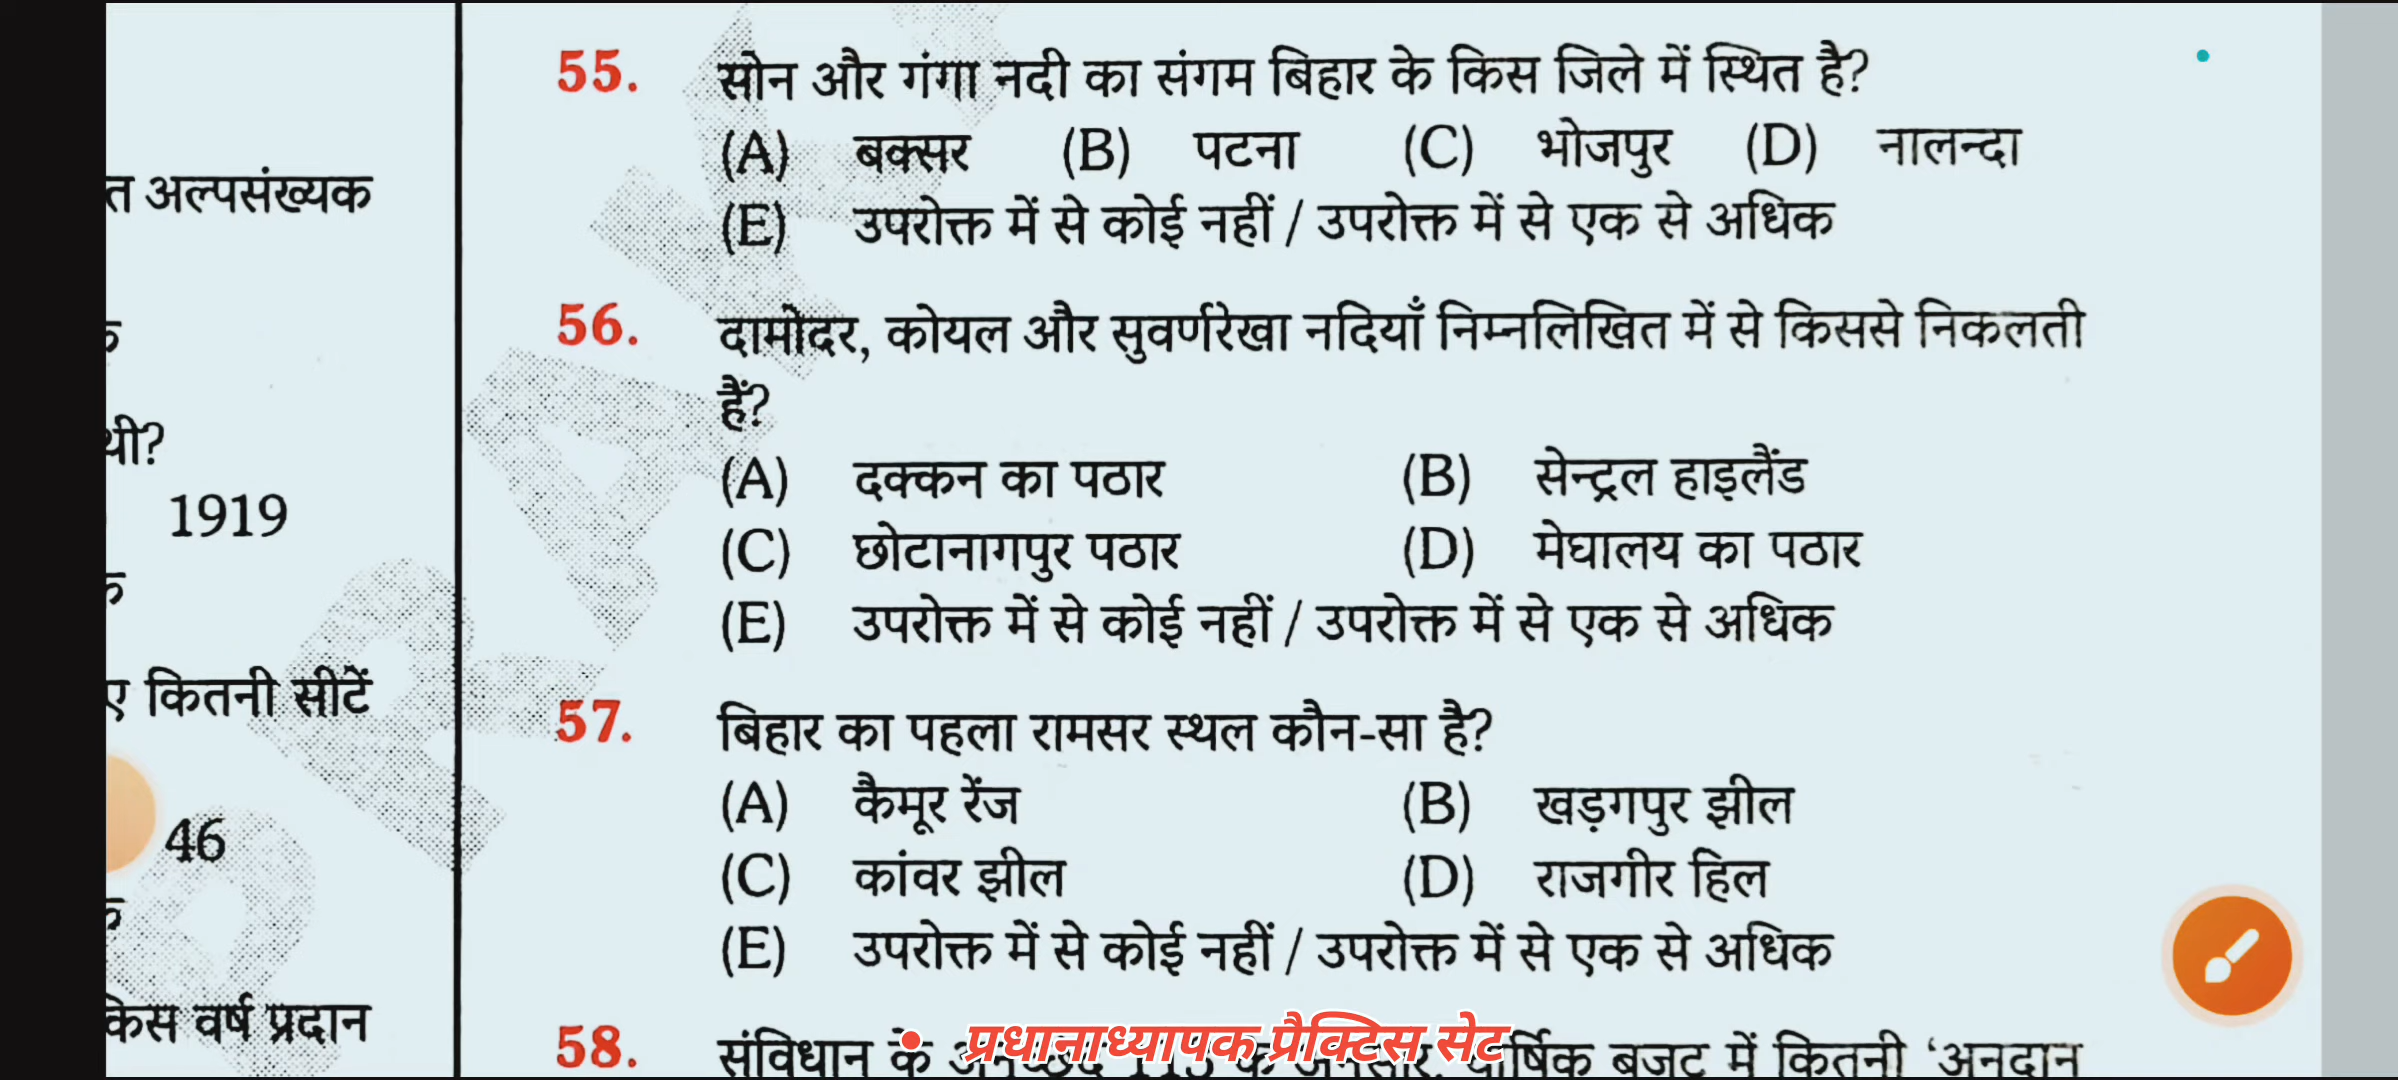 त अल्पसंख्यक
थी?
1919
ए कितनी सीटें
46
किस वर्ष प्रदान
55. सोन और गंगा नदी का संगम बिहार के किस जिले में स्थित है?
(A) बक्सर (B) पटना (C) भोजपुर (D) नालन्दा
(E) उपरोक्त में से कोई नहीं / उपरोक्त में से एक से अधिक
56. दामोदर, कोयल और सुवर्णरेखा नदियाँ निम्नलिखित में से किससे निकलती
हैं?
(A) दक्कन का पठार (B) सेन्ट्रल हाइलैंड
(C) छोटानागपुर पठार (D) मेघालय का पठार
(E) उपरोक्त में से कोई नहीं / उपरोक्त में से एक से अधिक
57. बिहार का पहला रामसर स्थल कौन-सा है?
(A) कैमूर रेंज (B) खड़गपुर झील
(C) कांवर झील (D) राजगीर हिल
(E) उपरोक्त में से कोई नहीं / उपरोक्त में से एक से अधिक
58. संविधान के बजट में कितनी
• प्रधानाध्यापक प्रैक्टिस सेट